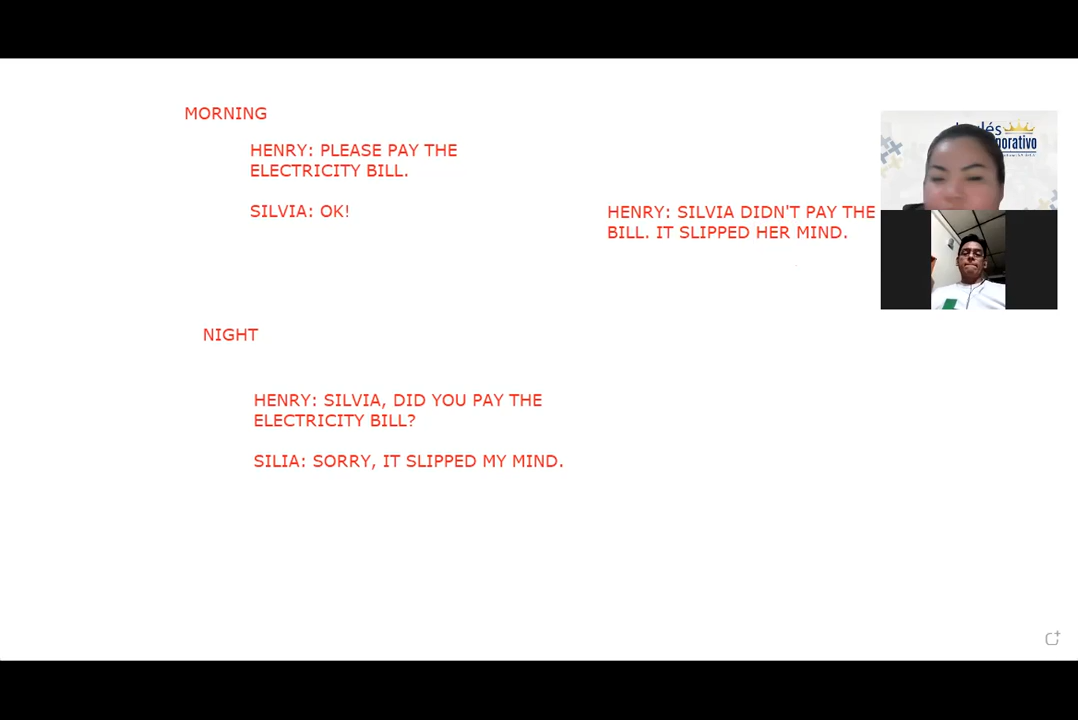 MORNING
HENRY: PLEASE PAY THE
ELECTRICITY BILL.
SILVIA: OK!
HENRY: SILVIA DIDN'T PAY THE
BILL. IT SLIPPED HER MIND.
NIGHT
HENRY: SILVIA, DID YOU PAY THE
ELECTRICITY BILL?
SILIA: SORRY, IT SLIPPED MY MIND.